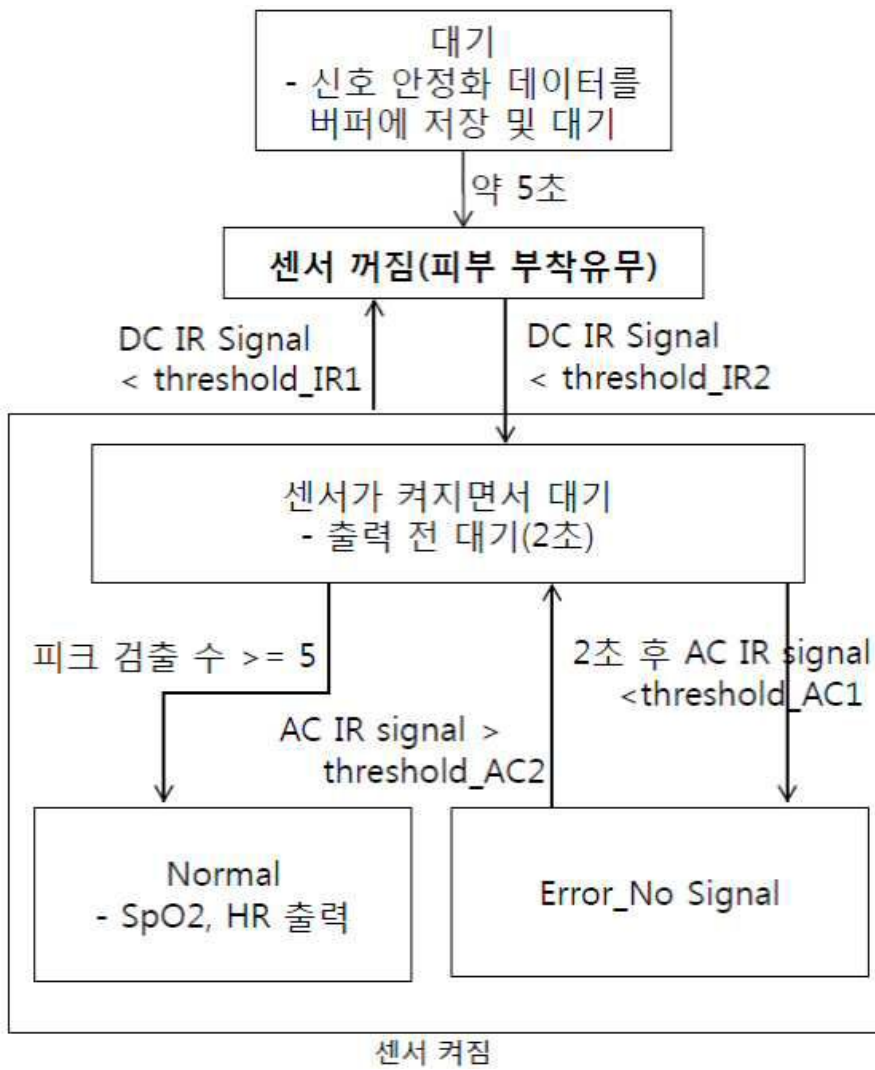 대기
- 신호 안정화 데이터를
버퍼에 저장 및 대기
약 5초
센서 꺼짐(피부 부착유무)
DC IR Signal
< threshold_IR1
DC IR Signal
< threshold_IR2
센서가 켜지면서 대기
- 출력 전 대기(2초)
피크 검출 수 >= 5
2초 후 AC IR signal
<threshold_AC1
AC IR signal >
threshold_AC2
Normal
- SpO2, HR 출력
Error_No Signal
센서 켜짐